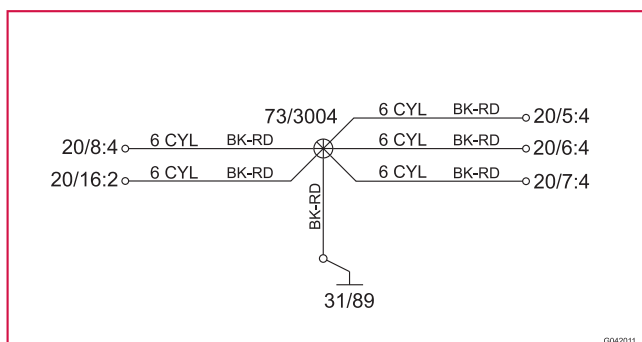 73/3004
6 CYL BK-RD 20/5:4
20/8:4 6 CYL BK-RD
6 CYL BK-RD 20/6:4
20/16:2 6 CYL BK-RD
6 CYL BK-RD 20/7:4
BK-RD
31/89
G042011